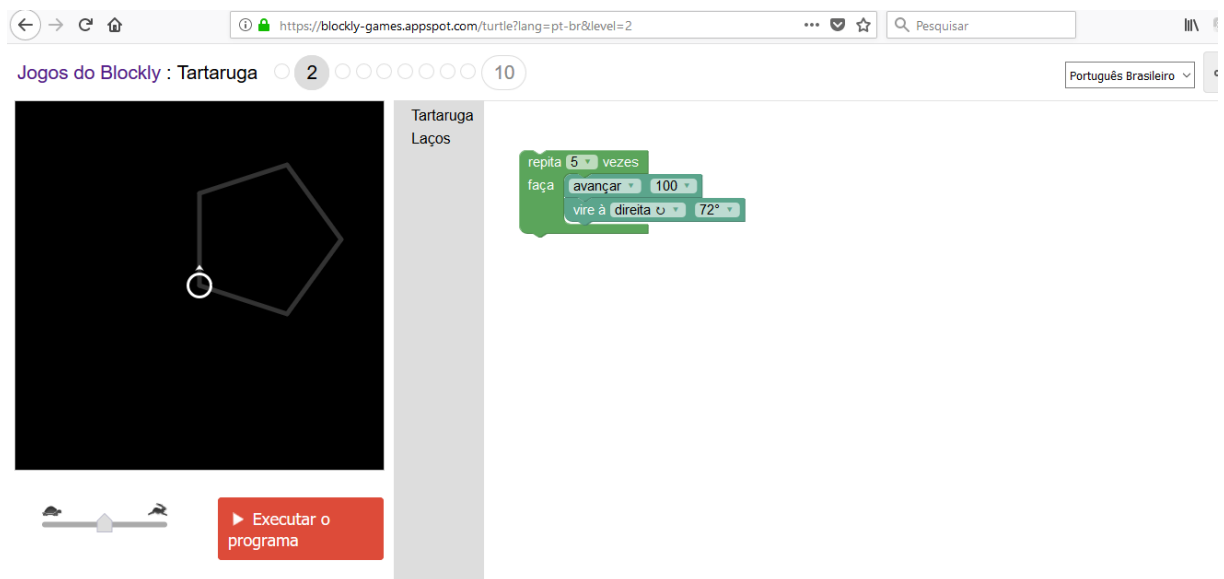 https://blockly-games.appspot.com/turtle?lang=pt-br&level=2
Pesquisar
Jogos do Blockly : Tartaruga 2 10
Português Brasileiro
Tartaruga
Laços
repita 5 vezes
faça avançar 100
vire à direita ↻ 72°
Executar o
programa